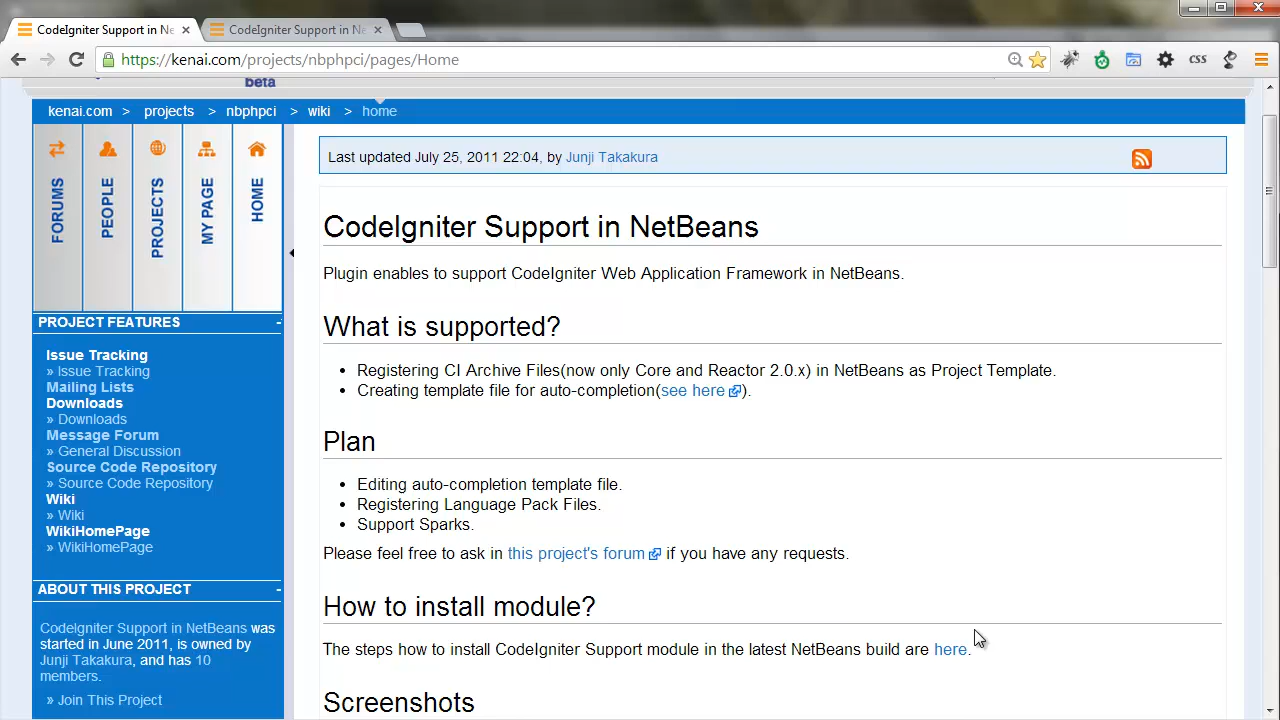 CodeIgniter Support in Ne
CodeIgniter Support in Na
https://kenai.com/projects/nbphpci/pages/Home
CSS
beta
kenai.com > projects > nbphpci > wiki > home
FORUMS
PEOPLE
PROJECTS
MY PAGE
HOME
PROJECT FEATURES -
Issue Tracking
» Issue Tracking
Mailing Lists
Downloads
» Downloads
Message Forum
» General Discussion
Source Code Repository
» Source Code Repository
Wiki
» Wiki
WikiHomePage
» WikiHomePage
ABOUT THIS PROJECT -
CodeIgniter Support in NetBeans was
started in June 2011, is owned by
Junji Takakura, and has 10
members.
» Join This Project
Last updated July 25, 2011 22:04, by Junji Takakura
CodeIgniter Support in NetBeans
Plugin enables to support CodeIgniter Web Application Framework in NetBeans.
What is supported?
• Registering CI Archive Files(now only Core and Reactor 2.0.x) in NetBeans as Project Template.
• Creating template file for auto-completion(see here).
Plan
• Editing auto-completion template file.
• Registering Language Pack Files.
• Support Sparks.
Please feel free to ask in this project's forum if you have any requests.
How to install module?
The steps how to install CodeIgniter Support module in the latest NetBeans build are here.
Screenshots